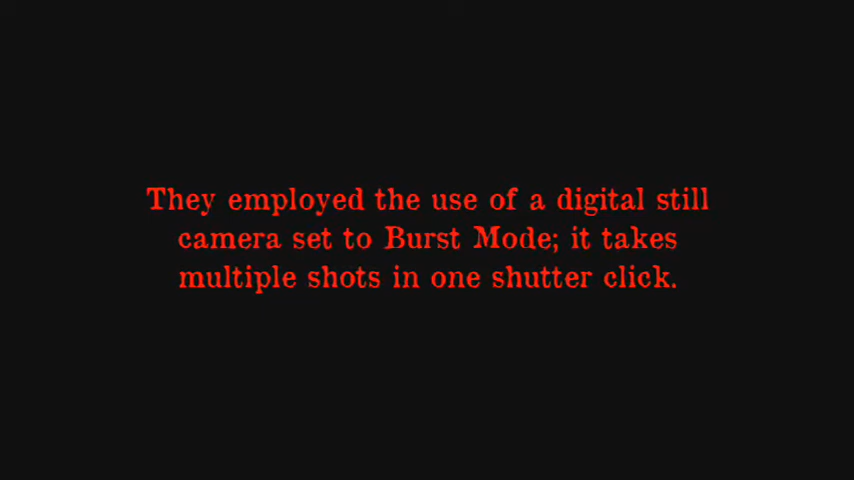 They employed the use of a digital still
camera set to Burst Mode; it takes
multiple shots in one shutter click.